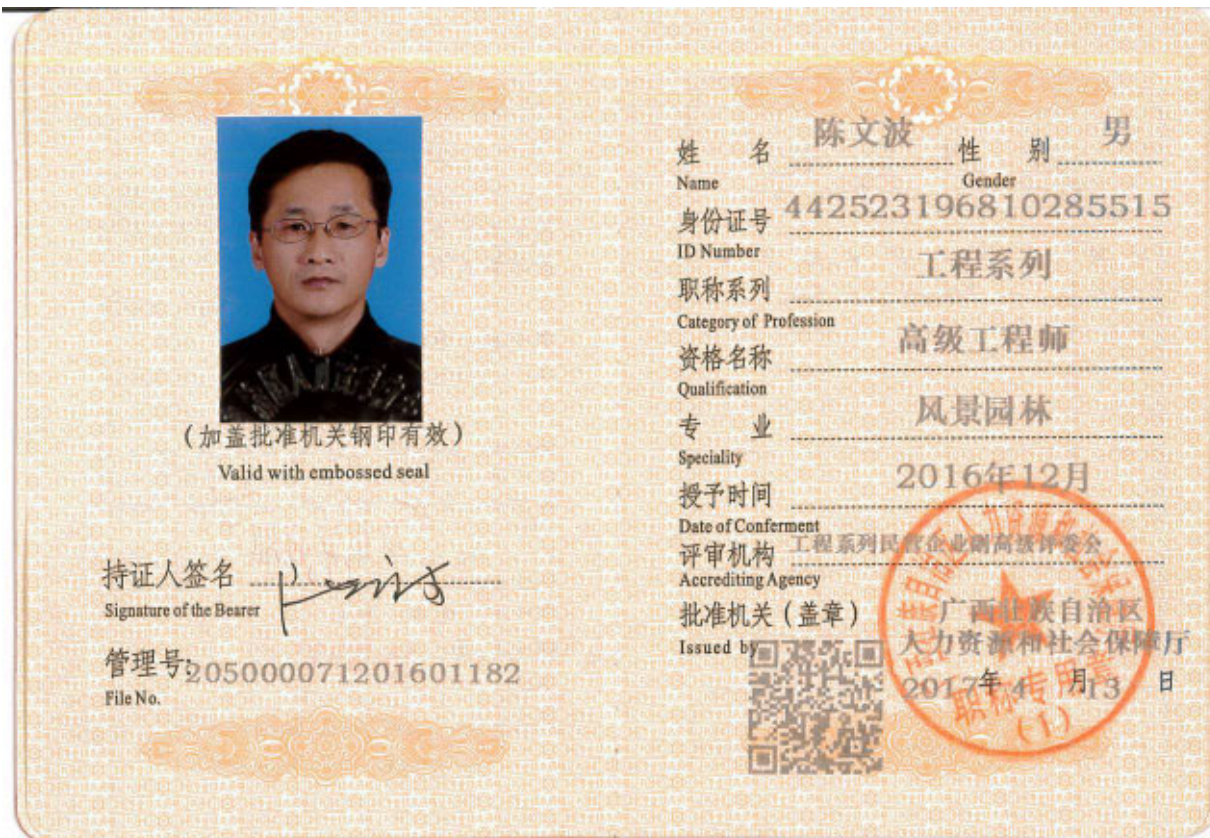 (加盖批准机关钢印有效)
Valid with embossed seal
持证人签名
Signature of the Bearer
管理号:205000071201601182
File No.
姓 名 陈文波 性 别 男
Name Gender
身份证号 442523196810285515
ID Number
职称系列 工程系列
Category of Profession
资格名称 高级工程师
Qualification
专 业 风景园林
Speciality
授予时间 2016年12月
Date of Conferment
评审机构 工程系列民营企业副高级评委会
Accrediting Agency
批准机关(盖章) 广西壮族自治区
Issued by 人力资源和社会保障厅
2017年4月13日
职称专用章
(1)